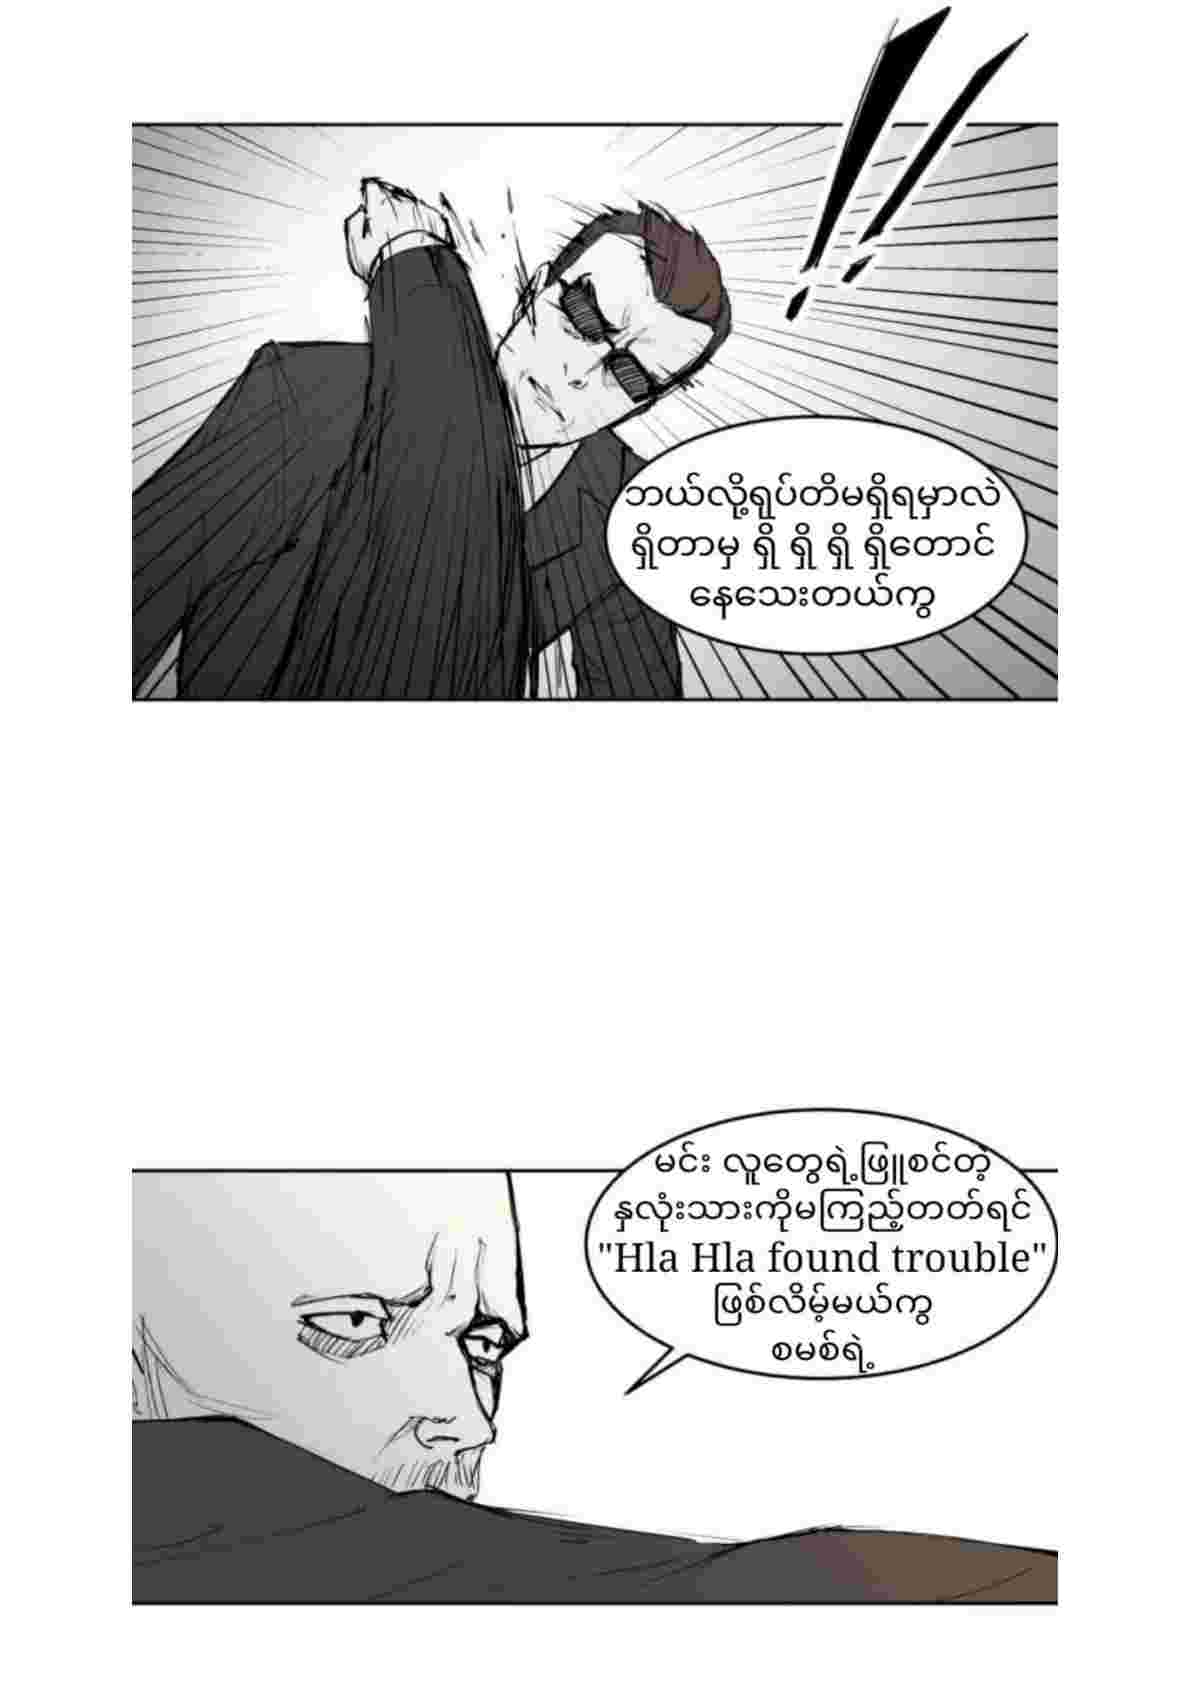 ဘယ်လို့ရုပ်တိမရှိရမှာလဲ
ရှိတာမှ ရှိ ရှိ ရှိ ရှိတောင်
နေသေးတယ်ကွ
မင်း လူတွေရဲ့ဖြူစင်တဲ့
နှလုံးသားကိုမကြည့်တတ်ရင်
"Hla Hla found trouble"
ဖြစ်လိမ့်မယ်ကွ
စမစ်ရဲ့